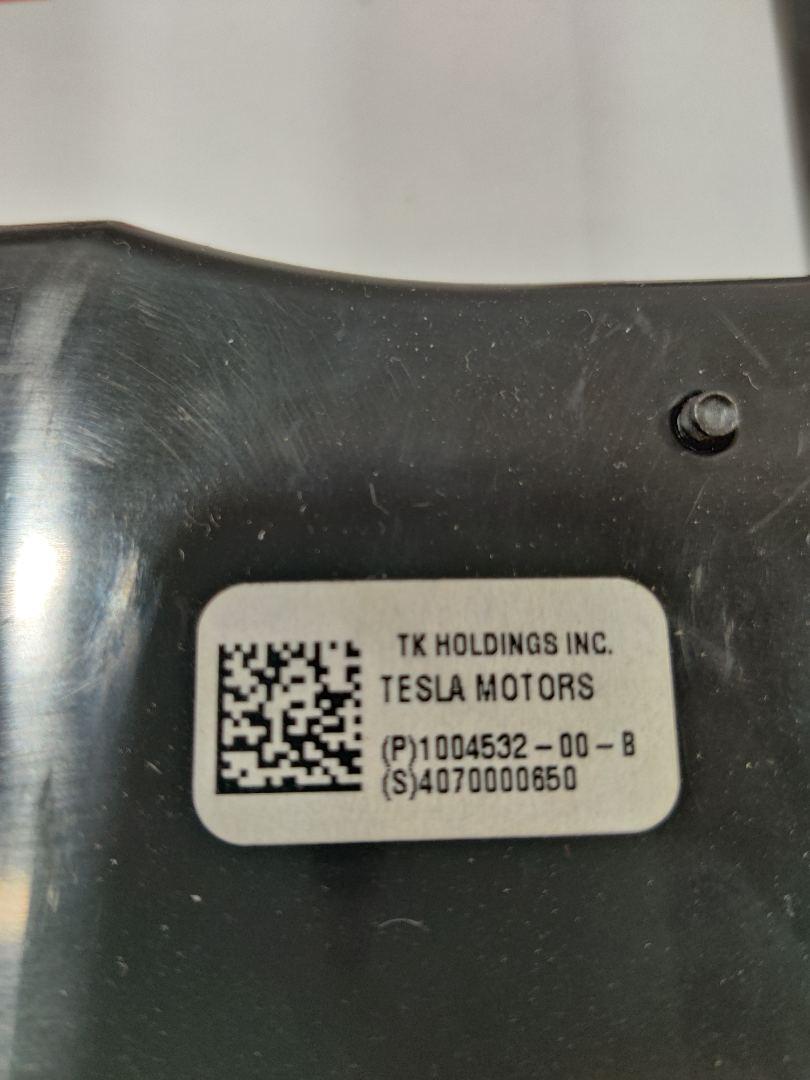 TK HOLDINGS INC.
TESLA MOTORS
(P)1004532-00-B
(S)4070000650